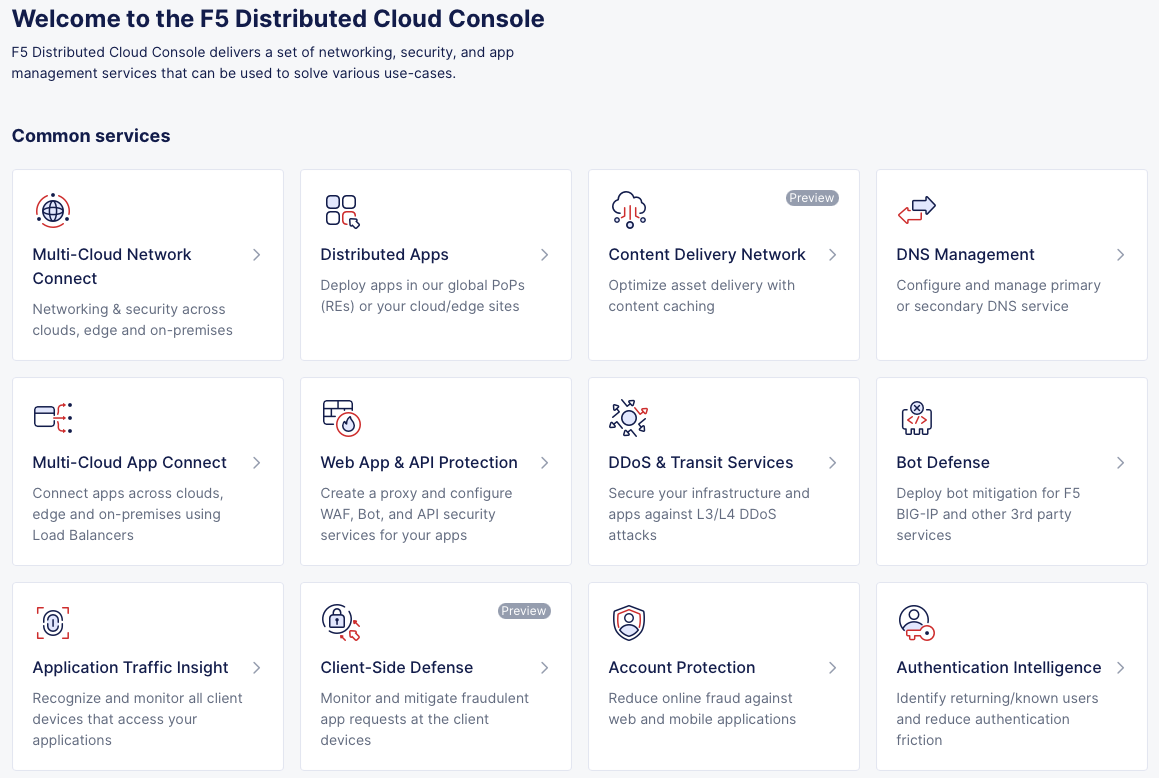 Welcome to the F5 Distributed Cloud Console
F5 Distributed Cloud Console delivers a set of networking, security, and app
management services that can be used to solve various use-cases.
Common services
Multi-Cloud Network
Connect
Networking & security across
clouds, edge and on-premises
Distributed Apps
Deploy apps in our global PoPs
(REs) or your cloud/edge sites
Preview
Content Delivery Network
Optimize asset delivery with
content caching
DNS Management
Configure and manage primary
or secondary DNS service
Multi-Cloud App Connect
Connect apps across clouds,
edge and on-premises using
Load Balancers
Web App & API Protection
Create a proxy and configure
WAF, Bot, and API security
services for your apps
DDoS & Transit Services
Secure your infrastructure and
apps against L3/L4 DDoS
attacks
Bot Defense
Deploy bot mitigation for F5
BIG-IP and other 3rd party
services
Application Traffic Insight
Recognize and monitor all client
devices that access your
applications
Preview
Client-Side Defense
Monitor and mitigate fraudulent
app requests at the client
devices
Account Protection
Reduce online fraud against
web and mobile applications
Authentication Intelligence
Identify returning/known users
and reduce authentication
friction